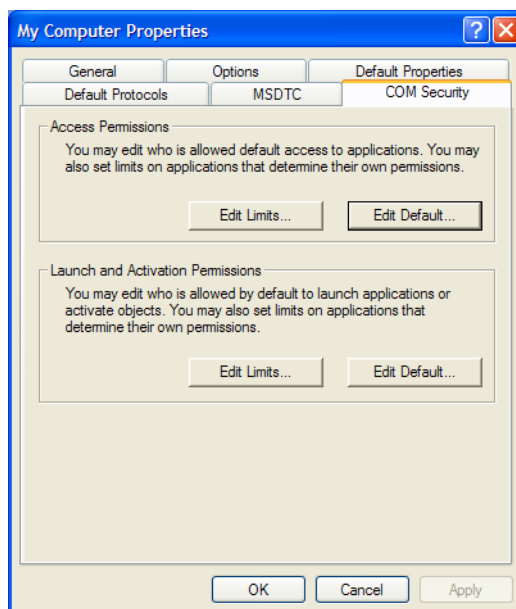 My Computer Properties
General Options Default Properties
Default Protocols MSDTC COM Security
Access Permissions
You may edit who is allowed default access to applications. You may
also set limits on applications that determine their own permissions.
Edit Limits... Edit Default...
Launch and Activation Permissions
You may edit who is allowed by default to launch applications or
activate objects. You may also set limits on applications that
determine their own permissions.
Edit Limits... Edit Default...
OK Cancel Apply